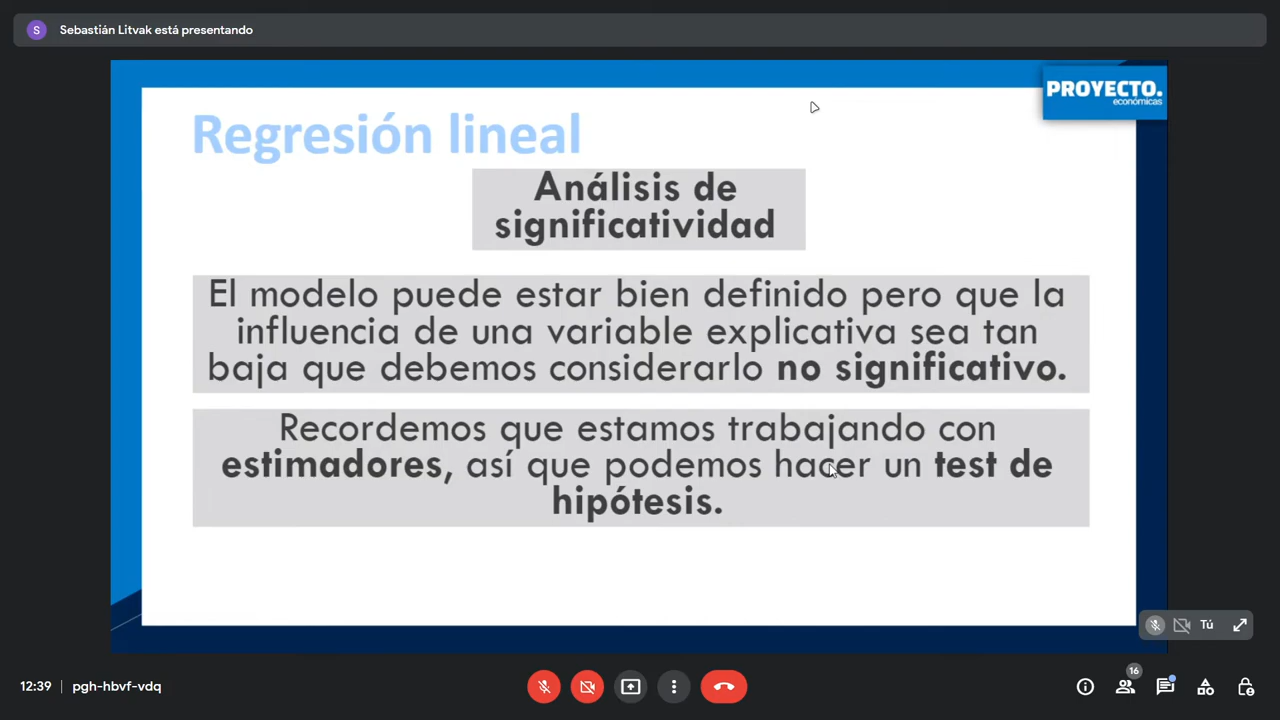 S
Sebastián Litvak está presentando
PROYECTO.
económicas
Regresión lineal
Análisis de
significatividad
El modelo puede estar bien definido pero que la
influencia de una variable explicativa sea tan
baja que debemos considerarlo no significativo.
Recordemos que estamos trabajando con
estimadores, así que podemos hacer un test de
hipótesis.
Tú
12:39 | pgh-hbvf-vdq
16